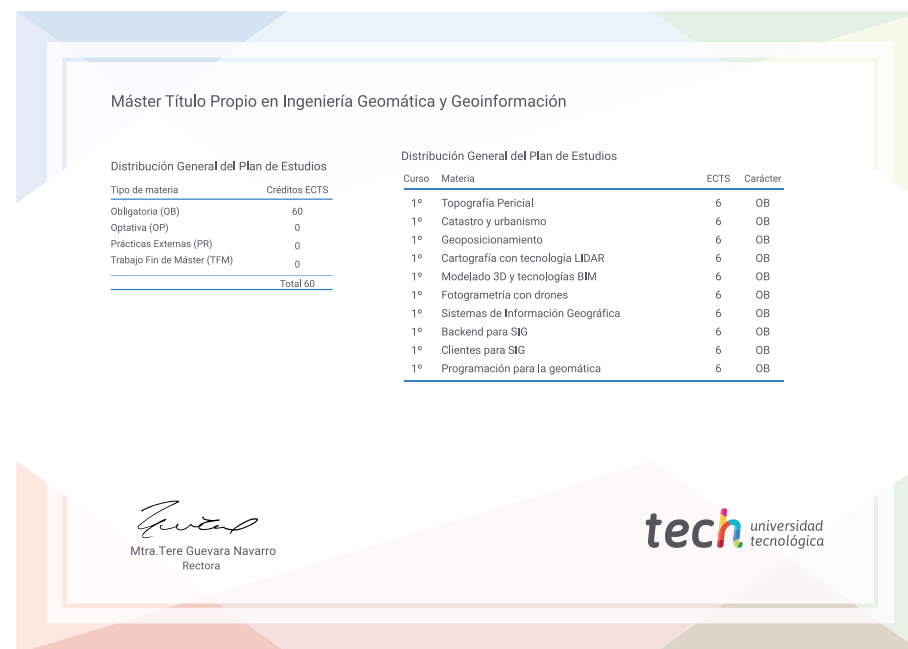 Máster Título Propio en Ingeniería Geomática y Geoinformación
Distribución General del Plan de Estudios
Tipo de materia Créditos ECTS
Obligatoria (OB) 60
Optativa (OP) 0
Prácticas Externas (PR) 0
Trabajo Fin de Máster (TFM) 0
Total 60
Distribución General del Plan de Estudios
Curso Materia ECTS Carácter
1º Topografía Pericial 6 OB
1º Catastro y urbanismo 6 OB
1º Geoposicionamiento 6 OB
1º Cartografía con tecnología LIDAR 6 OB
1º Modelado 3D y tecnologías BIM 6 OB
1º Fotogrametría con drones 6 OB
1º Sistemas de Información Geográfica 6 OB
1º Backend para SIG 6 OB
1º Clientes para SIG 6 OB
1º Programación para la geomática 6 OB
Mtra.Tere Guevara Navarro
Rectora
tech universidad
tecnológica